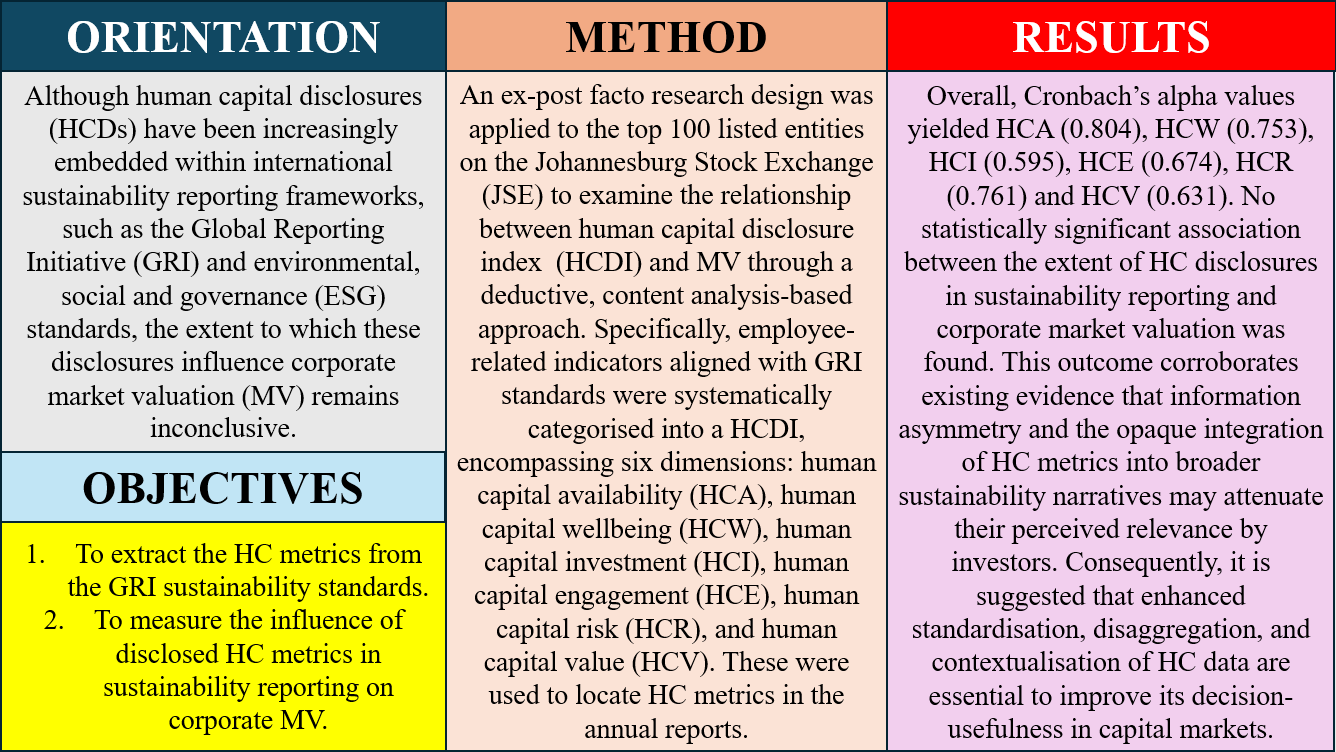 ORIENTATION
Although human capital disclosures
(HCDs) have been increasingly
embedded within international
sustainability reporting frameworks,
such as the Global Reporting
Initiative (GRI) and environmental,
social and governance (ESG)
standards, the extent to which these
disclosures influence corporate
market valuation (MV) remains
inconclusive.
OBJECTIVES
1. To extract the HC metrics from
the GRI sustainability standards.
2. To measure the influence of
disclosed HC metrics in
sustainability reporting on
corporate MV.
METHOD
An ex-post facto research design was
applied to the top 100 listed entities
on the Johannesburg Stock Exchange
(JSE) to examine the relationship
between human capital disclosure
index (HCDI) and MV through a
deductive, content analysis-based
approach. Specifically, employee-
related indicators aligned with GRI
standards were systematically
categorised into a HCDI,
encompassing six dimensions: human
capital availability (HCA), human
capital wellbeing (HCW), human
capital investment (HCI), human
capital engagement (HCE), human
capital risk (HCR), and human
capital value (HCV). These were
used to locate HC metrics in the
annual reports.
RESULTS
Overall, Cronbach’s alpha values
yielded HCA (0.804), HCW (0.753),
HCI (0.595), HCE (0.674), HCR
(0.761) and HCV (0.631). No
statistically significant association
between the extent of HC disclosures
in sustainability reporting and
corporate market valuation was
found. This outcome corroborates
existing evidence that information
asymmetry and the opaque integration
of HC metrics into broader
sustainability narratives may attenuate
their perceived relevance by
investors. Consequently, it is
suggested that enhanced
standardisation, disaggregation, and
contextualisation of HC data are
essential to improve its decision-
usefulness in capital markets.